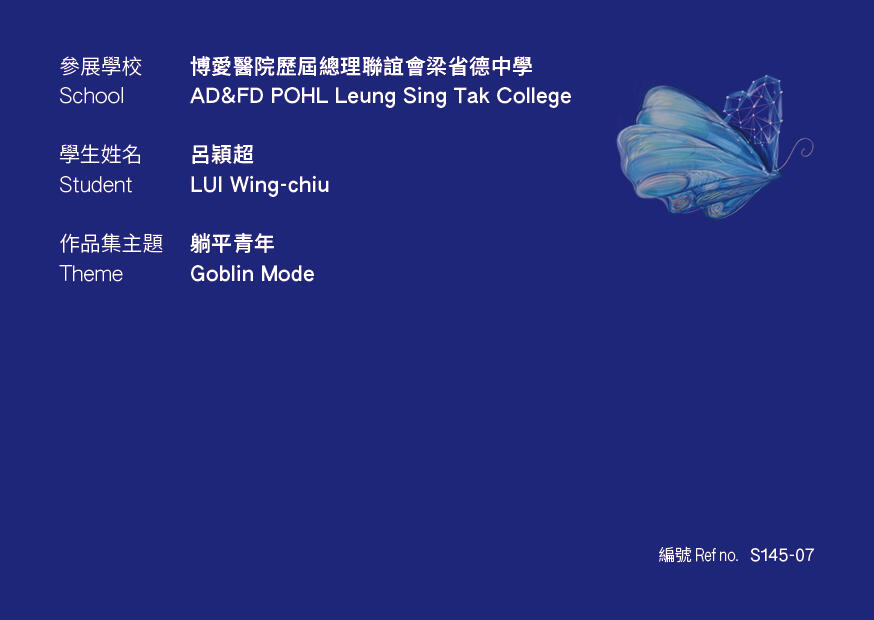 參展學校 博愛醫院歷屆總理聯誼會梁省德中學
School AD&FD POHL Leung Sing Tak College
學生姓名 呂穎超
Student LUI Wing-chiu
作品集主題 躺平青年
Theme Goblin Mode
編號 Ref no. S145-07